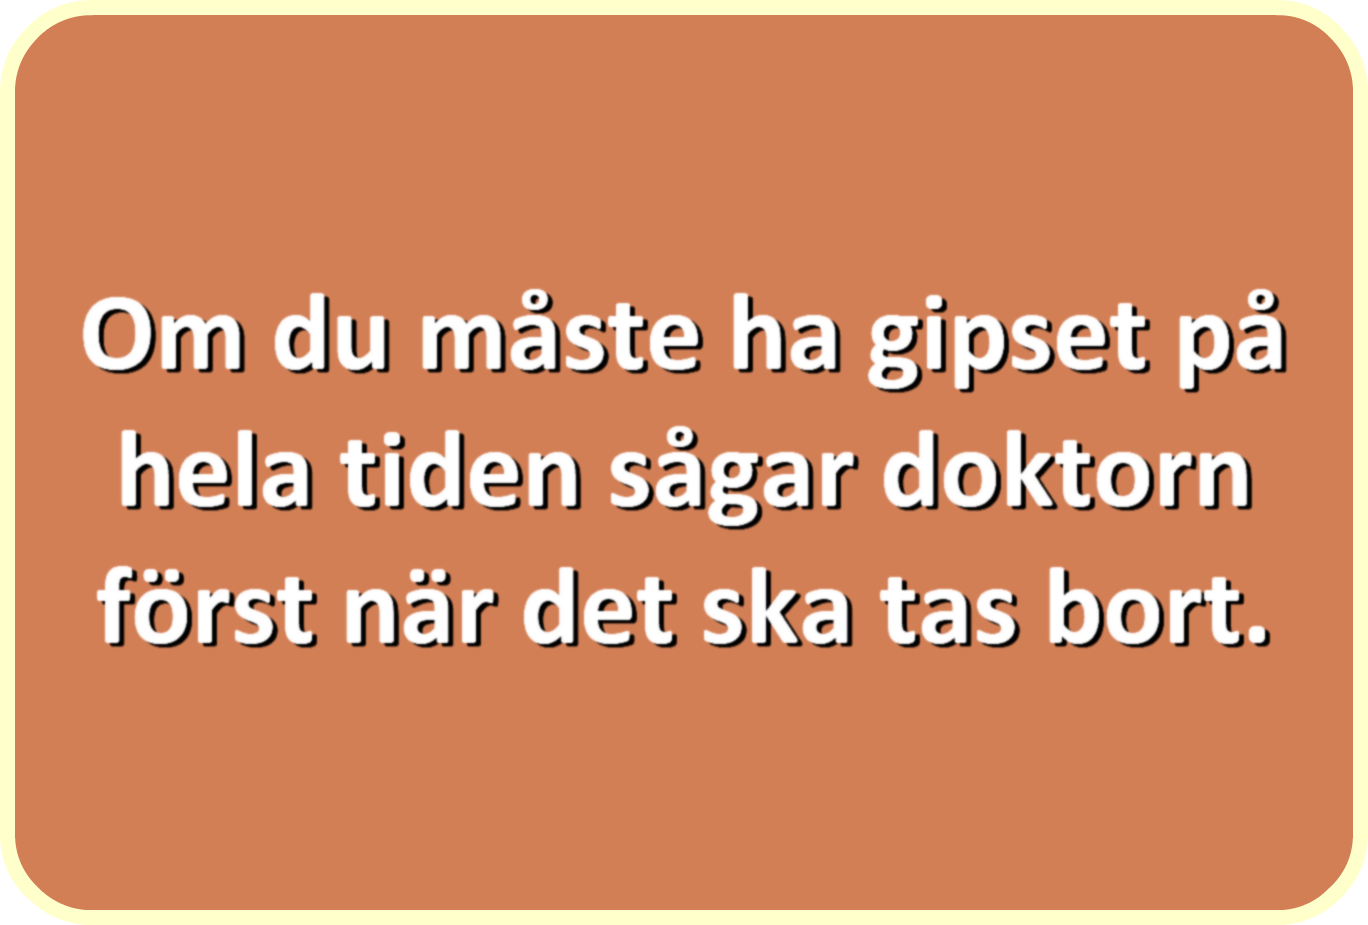 Om du måste ha gipset på
hela tiden sågar doktorn
först när det ska tas bort.